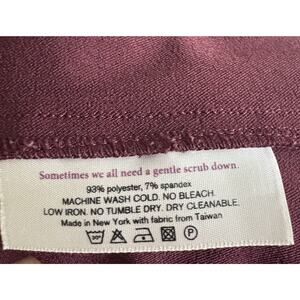 Sometimes we all need a gentle scrub down.
93% polyester, 7% spandex
MACHINE WASH COLD. NO BLEACH.
LOW IRON. NO TUMBLE DRY. DRY CLEANABLE.
Made in New York with fabric from Taiwan
P